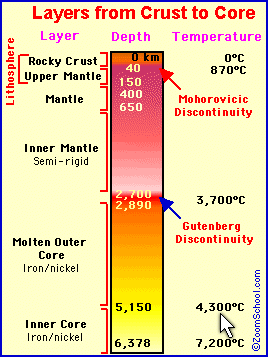 Layers from Crust to Core
Layer Depth Temperature
Lithosphere
Rocky Crust 0 km 0°C
Upper Mantle 40 870°C
150
Mantle 400
650
Mohorovicic
Discontinuity
Inner Mantle
Semi-rigid
2,700
2,890 3,700°C
Gutenberg
Discontinuity
Molten Outer
Core
Iron/nickel
5,150 4,300°C
Inner Core
Iron/nickel
6,378 7,200°C
©ZoomSchool.com